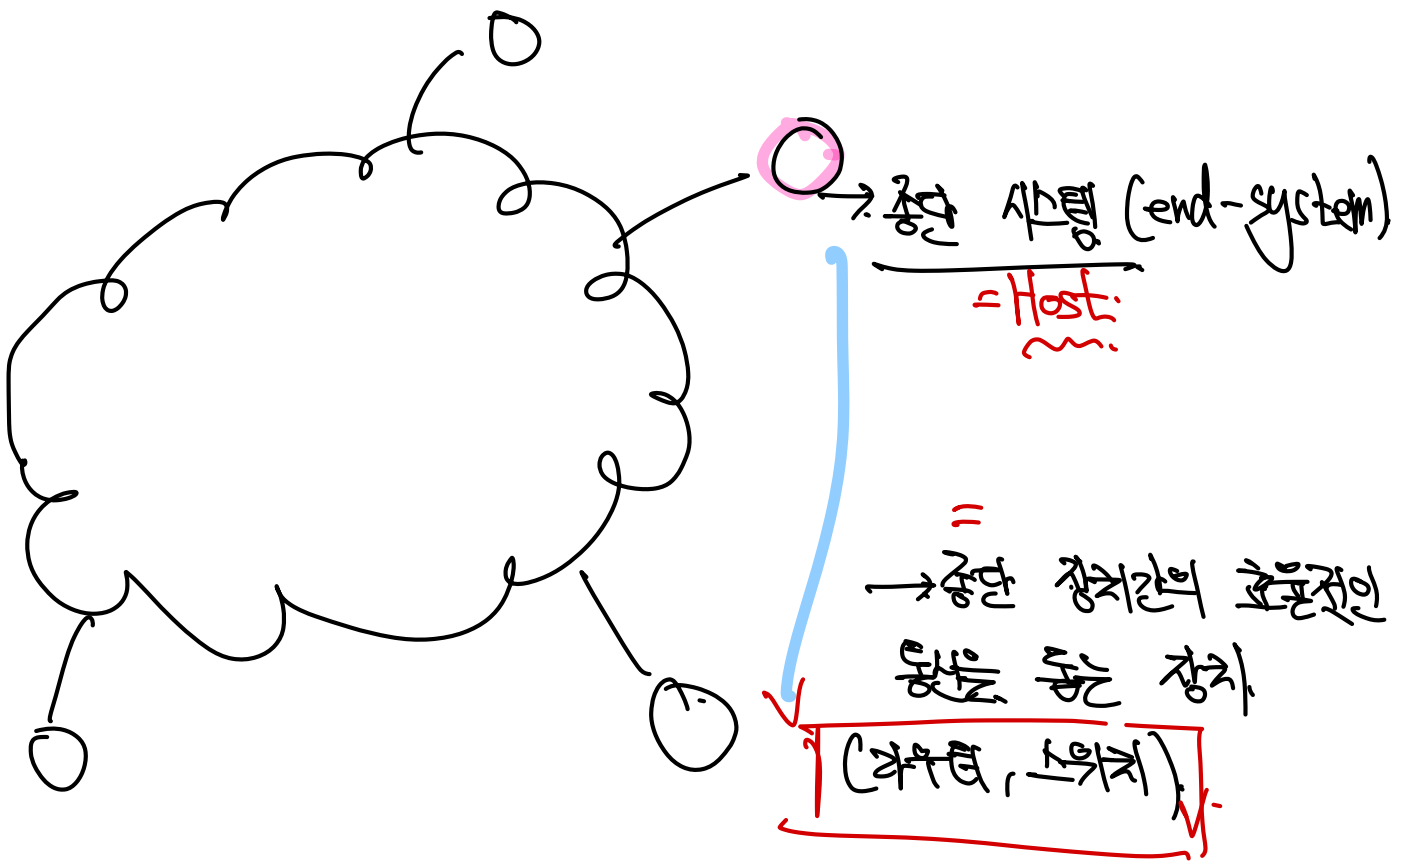 → 종단 시스템 (end-system)
= Host.
=
→ 종단 장치간의 효율적인
통신을 돕는 장치
(라우터, 스위치)